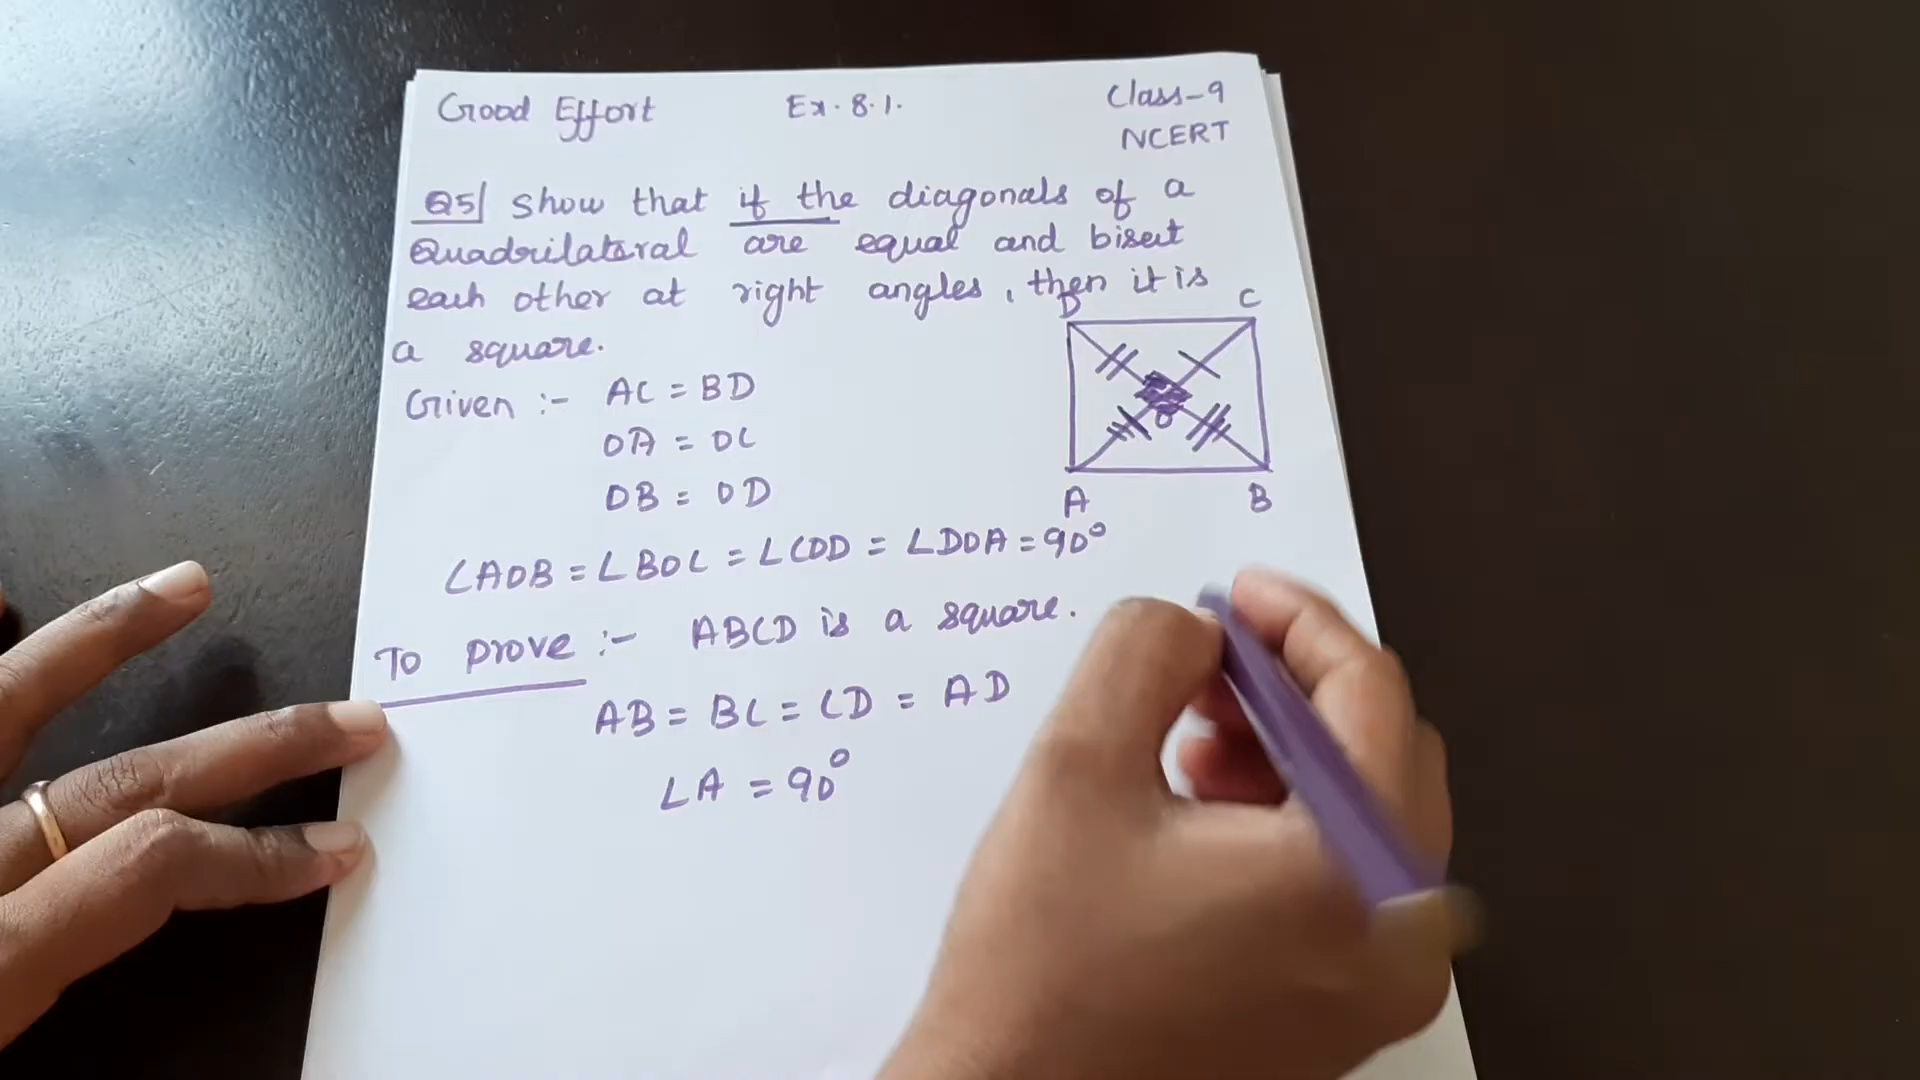 Good Effort Ex. 8.1. Class-9
NCERT
Q5| Show that if the diagonals of a
Quadrilateral are equal and bisect
each other at right angles, then it is
a square.
D C
O
A B
Given :- AC = BD
OA = OC
OB = OD
∠AOB = ∠BOC = ∠COD = ∠DOA = 90°
To prove :- ABCD is a square.
AB = BC = CD = AD
∠A = 90°